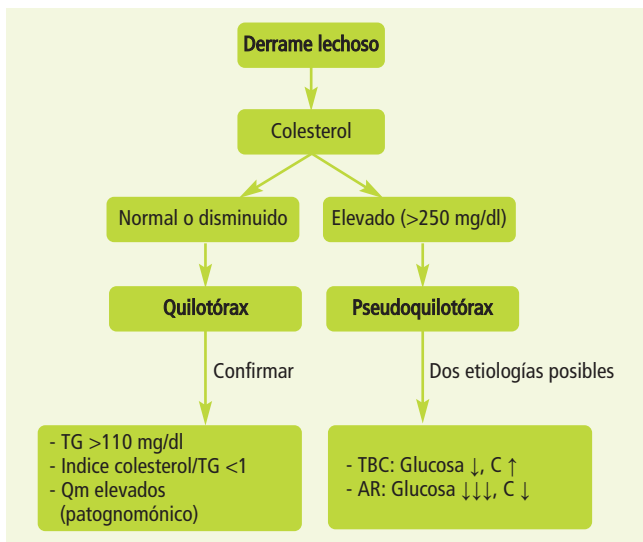 Derrame lechoso
Colesterol
Normal o disminuido
Elevado (>250 mg/dl)
Quilotórax
Pseudoquilotórax
Confirmar
Dos etiologías posibles
- TG >110 mg/dl
- Indice colesterol/TG <1
- Qm elevados
(patognomónico)
- TBC: Glucosa ↓, C ↑
- AR: Glucosa ↓↓↓, C ↓